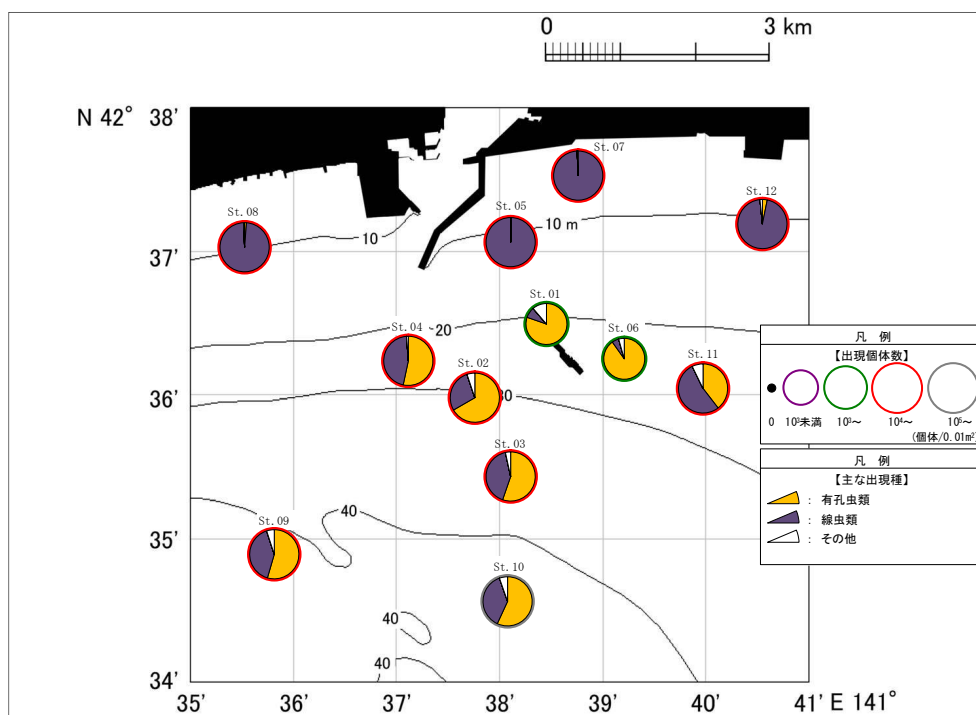 0 3 km
N 42° 38'
37'
36'
35'
34'
35' 36' 37' 38' 39' 40' 41' E 141°
St.07
St.12
St.08
St.05
10 m
10
St.01
St.04
20
St.06
St.02
St.11
30
St.03
St.09
40
St.10
40
40
凡 例
【出現個体数】
0 10³未満 10³~ 10⁴~ 10⁵~
(個体/0.01m²)
凡 例
【主な出現種】
: 有孔虫類
: 線虫類
: その他